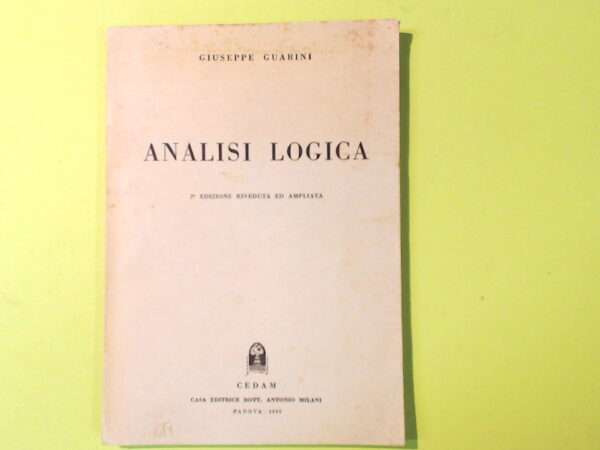 GIUSEPPE GUARINI
ANALISI LOGICA
2ª EDIZIONE RIVEDUTA ED AMPLIATA
CEDAM
CASA EDITRICE DOTT. ANTONIO MILANI
PADOVA